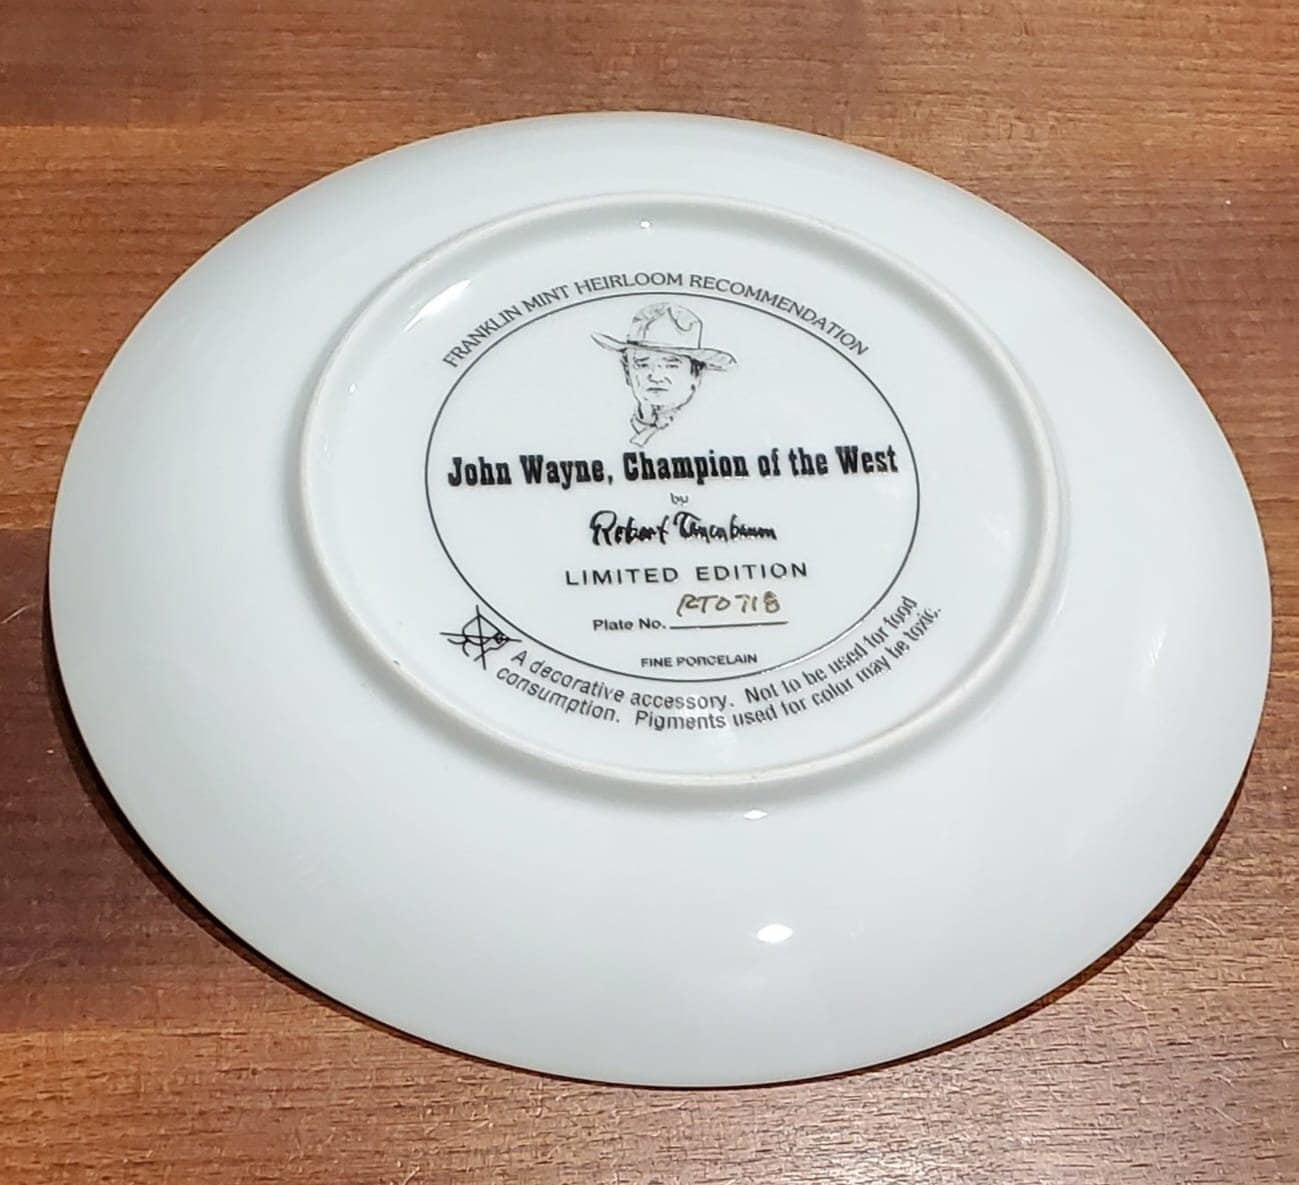 FRANKLIN MINT HEIRLOOM RECOMMENDATION
John Wayne, Champion of the West
by
Robert Tanenbaum
LIMITED EDITION
Plate No. RT0718
FINE PORCELAIN
A decorative accessory. Not to be used for food
consumption. Pigments used for color may be toxic.